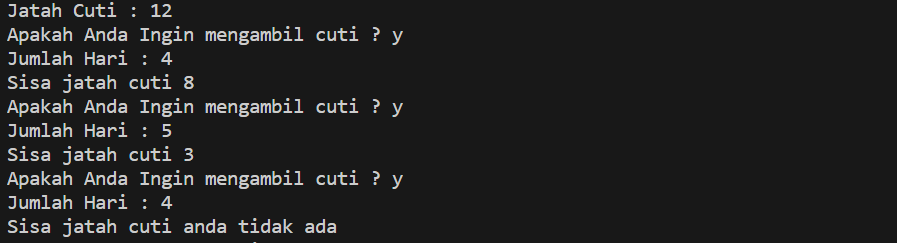 Jatah Cuti : 12
Apakah Anda Ingin mengambil cuti ? y
Jumlah Hari : 4
Sisa jatah cuti 8
Apakah Anda Ingin mengambil cuti ? y
Jumlah Hari : 5
Sisa jatah cuti 3
Apakah Anda Ingin mengambil cuti ? y
Jumlah Hari : 4
Sisa jatah cuti anda tidak ada